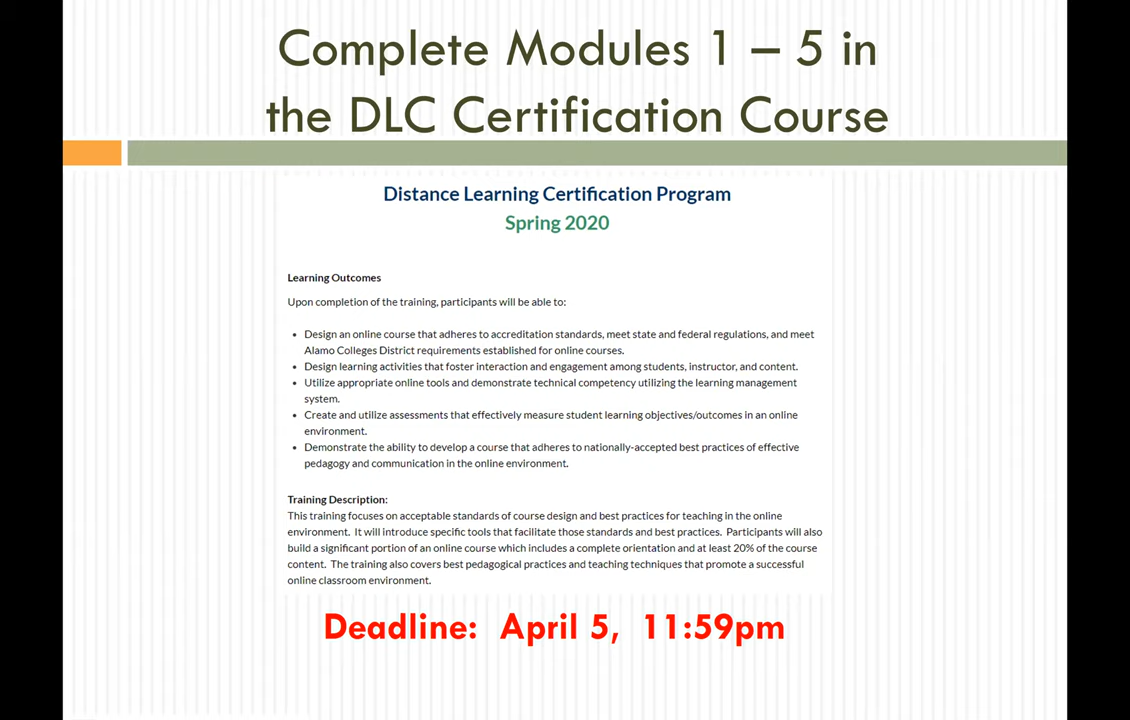 Complete Modules 1 – 5 in
the DLC Certification Course
Distance Learning Certification Program
Spring 2020
Learning Outcomes
Upon completion of the training, participants will be able to:
• Design an online course that adheres to accreditation standards, meet state and federal regulations, and meet
Alamo Colleges District requirements established for online courses.
• Design learning activities that foster interaction and engagement among students, instructor, and content.
• Utilize appropriate online tools and demonstrate technical competency utilizing the learning management
system.
• Create and utilize assessments that effectively measure student learning objectives/outcomes in an online
environment.
• Demonstrate the ability to develop a course that adheres to nationally-accepted best practices of effective
pedagogy and communication in the online environment.
Training Description:
This training focuses on acceptable standards of course design and best practices for teaching in the online
environment. It will introduce specific tools that facilitate those standards and best practices. Participants will also
build a significant portion of an online course which includes a complete orientation and at least 20% of the course
content. The training also covers best pedagogical practices and teaching techniques that promote a successful
online classroom environment.
Deadline: April 5, 11:59pm